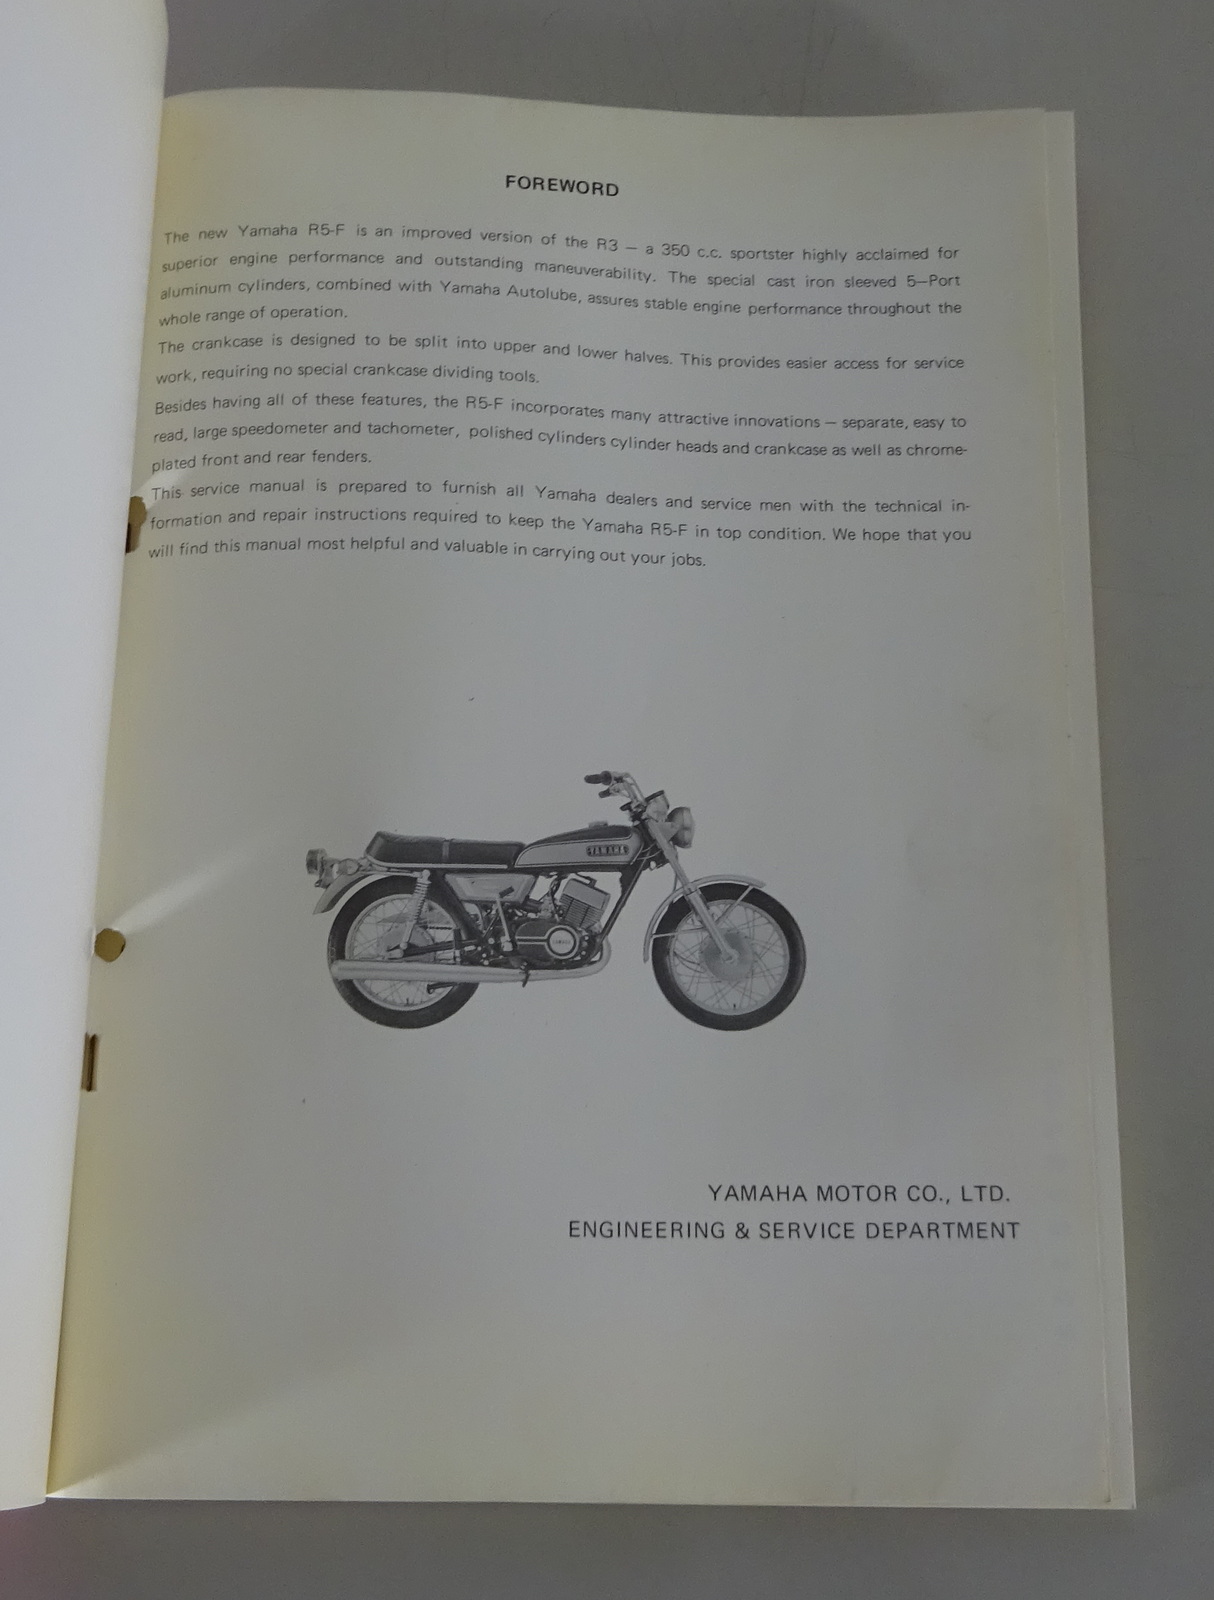 FOREWORD
The new Yamaha R5-F is an improved version of the R3 — a 350 c.c. sportster highly acclaimed for
superior engine performance and outstanding maneuverability. The special cast iron sleeved 5—Port
aluminum cylinders, combined with Yamaha Autolube, assures stable engine performance throughout the
whole range of operation.
The crankcase is designed to be split into upper and lower halves. This provides easier access for service
work, requiring no special crankcase dividing tools.
Besides having all of these features, the R5-F incorporates many attractive innovations — separate, easy to
read, large speedometer and tachometer, polished cylinders cylinder heads and crankcase as well as chrome-
plated front and rear fenders.
This service manual is prepared to furnish all Yamaha dealers and service men with the technical in-
formation and repair instructions required to keep the Yamaha R5-F in top condition. We hope that you
will find this manual most helpful and valuable in carrying out your jobs.
YAMAHA
YAMAHA
YAMAHA MOTOR CO., LTD.
ENGINEERING & SERVICE DEPARTMENT